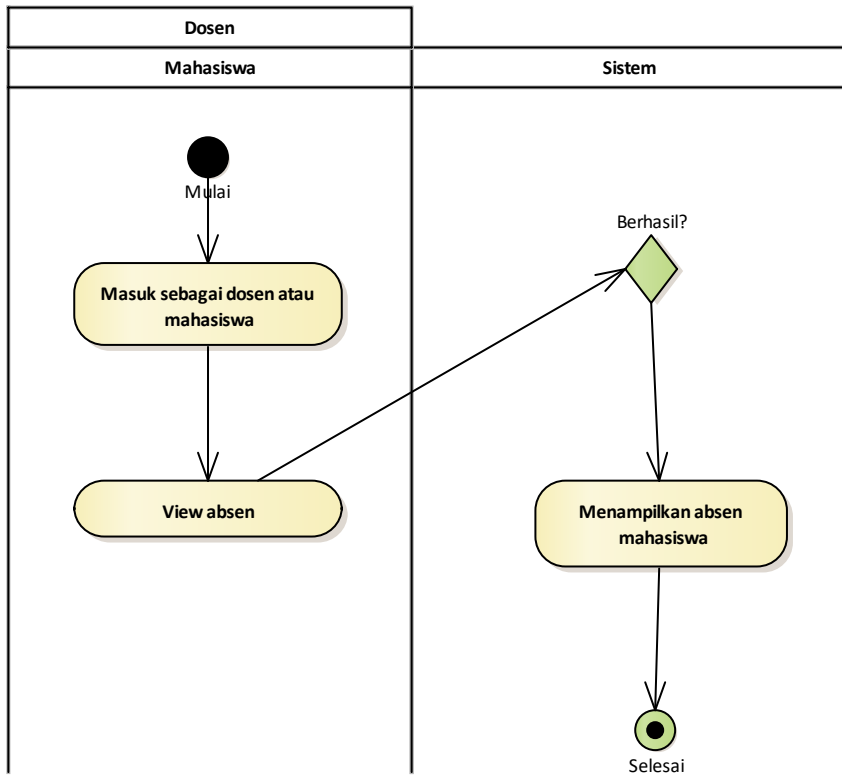 Dosen
Mahasiswa
Sistem
Mulai
Masuk sebagai dosen atau
mahasiswa
View absen
Berhasil?
Menampilkan absen
mahasiswa
Selesai